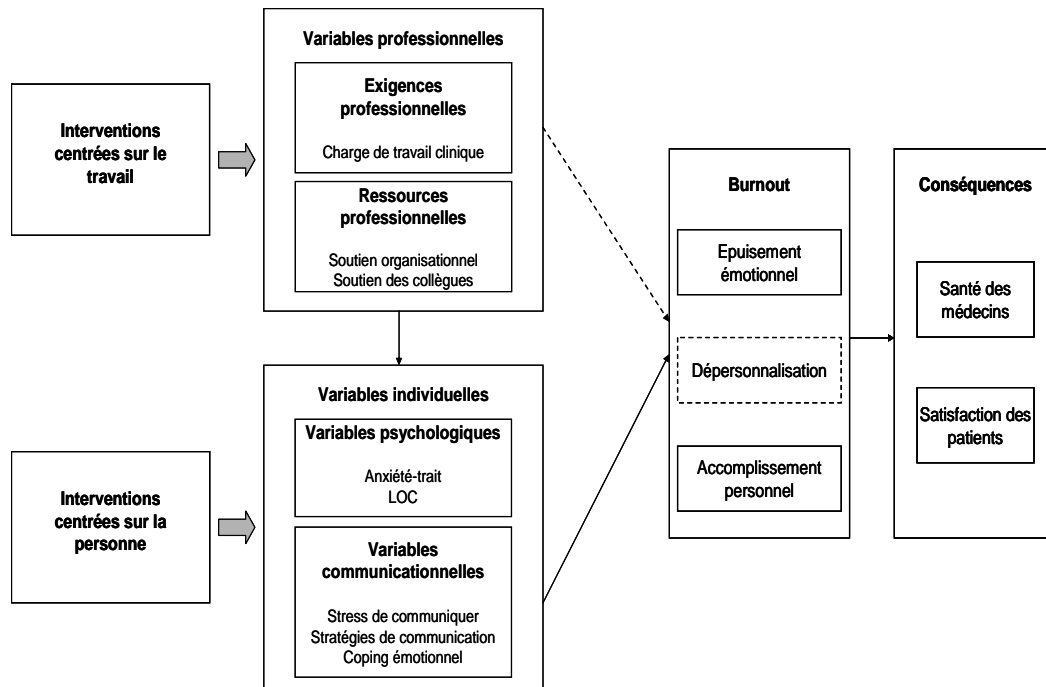 Interventions
centrées sur le
travail
Variables professionnelles
Exigences
professionnelles
Charge de travail clinique
Ressources
professionnelles
Soutien organisationnel
Soutien des collègues
Interventions
centrées sur la
personne
Variables individuelles
Variables psychologiques
Anxiété-trait
LOC
Variables
communicationnelles
Stress de communiquer
Stratégies de communication
Coping émotionnel
Burnout
Epuisement
émotionnel
Dépersonnalisation
Accomplissement
personnel
Conséquences
Santé des
médecins
Satisfaction des
patients